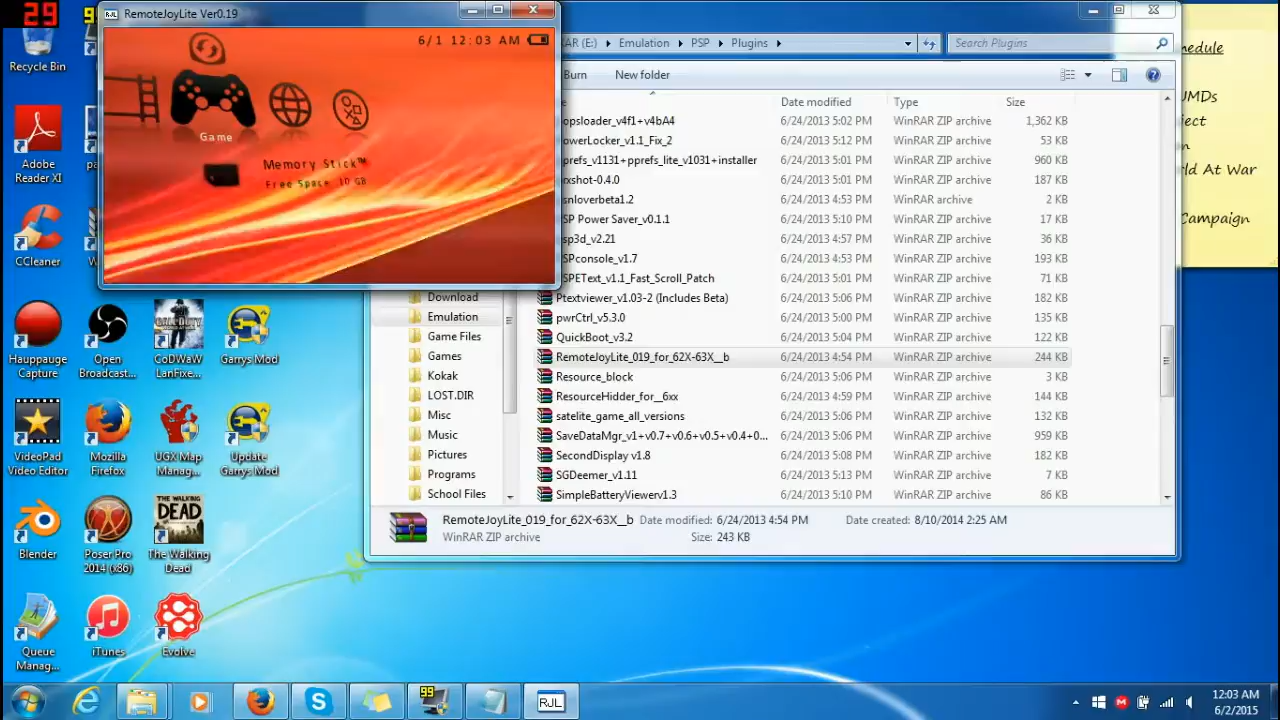 29
RemoteJoyLite Ver0.19
6/1 12:03 AM
Game
Memory Stick™
Free Space 10 GB
AR (E:)
Emulation
PSP
Plugins
Search Plugins
Burn
New folder
Date modified
Type
Size
opsloader_v4f1+v4bA4 6/24/2013 5:02 PM WinRAR ZIP archive 1,362 KB
owerLocker_v1.1_Fix_2 6/24/2013 5:12 PM WinRAR ZIP archive 53 KB
prefs_v1131+pprefs_lite_v1031+installer 6/24/2013 5:01 PM WinRAR ZIP archive 960 KB
rxshot-0.4.0 6/24/2013 5:01 PM WinRAR ZIP archive 187 KB
snloverbeta1.2 6/24/2013 4:53 PM WinRAR archive 2 KB
SP Power Saver_v0.1.1 6/24/2013 5:10 PM WinRAR ZIP archive 17 KB
sp3d_v2.21 6/24/2013 4:57 PM WinRAR ZIP archive 36 KB
SPconsole_v1.7 6/24/2013 4:53 PM WinRAR ZIP archive 193 KB
SPEText_v1.1_Fast_Scroll_Patch 6/24/2013 5:01 PM WinRAR ZIP archive 71 KB
Ptextviewer_v1.03-2 (Includes Beta) 6/24/2013 5:06 PM WinRAR ZIP archive 182 KB
pwrCtrl_v5.3.0 6/24/2013 5:00 PM WinRAR ZIP archive 135 KB
QuickBoot_v3.2 6/24/2013 5:04 PM WinRAR ZIP archive 122 KB
RemoteJoyLite_019_for_62X-63X__b 6/24/2013 4:54 PM WinRAR ZIP archive 244 KB
Resource_block 6/24/2013 5:06 PM WinRAR ZIP archive 3 KB
ResourceHidder_for__6xx 6/24/2013 4:59 PM WinRAR ZIP archive 144 KB
satelite_game_all_versions 6/24/2013 5:06 PM WinRAR ZIP archive 132 KB
SaveDataMgr_v1+v0.7+v0.6+v0.5+v0.4+0... 6/24/2013 5:06 PM WinRAR ZIP archive 959 KB
SecondDisplay v1.8 6/24/2013 5:08 PM WinRAR ZIP archive 182 KB
SGDeemer_v1.11 6/24/2013 5:13 PM WinRAR ZIP archive 7 KB
SimpleBatteryViewerv1.3 6/24/2013 5:10 PM WinRAR ZIP archive 86 KB
Download
Emulation
Game Files
Games
Kokak
LOST.DIR
Misc
Music
Pictures
Programs
School Files
RemoteJoyLite_019_for_62X-63X__b Date modified: 6/24/2013 4:54 PM Date created: 8/10/2014 2:25 AM
WinRAR ZIP archive Size: 243 KB
Recycle Bin
Adobe
Reader XI
CCleaner
Hauppauge
Capture
Open
Broadcast...
CoDWaW
LanFixe...
Garrys Mod
VideoPad
Video Editor
Mozilla
Firefox
UGX Map
Manag...
Update
Garrys Mod
Blender
Poser Pro
2014 (x86)
THE WALKING
DEAD
The Walking
Dead
Queue
Manag...
iTunes
Evolve
UMDs
ld At War
Campaign
99
RJL
12:03 AM
6/2/2015